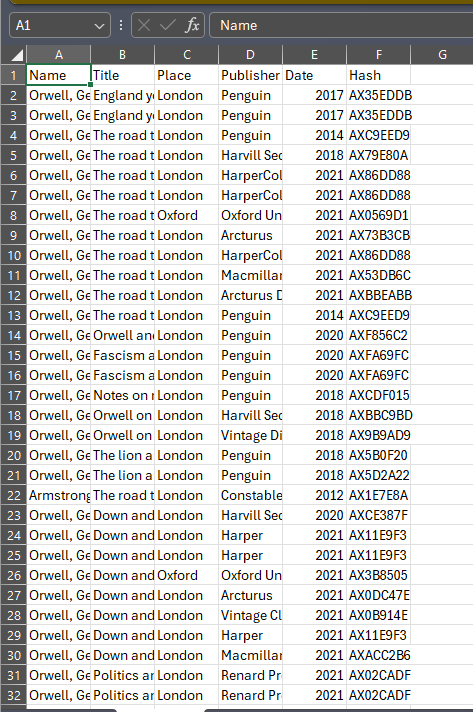 A1 fx Name
A B C D E F G
1 Name Title Place Publisher Date Hash
2 Orwell, Ge England yo London Penguin 2017 AX35EDDB
3 Orwell, Ge England yo London Penguin 2017 AX35EDDB
4 Orwell, Ge The road t London Penguin 2014 AXC9EED9
5 Orwell, Ge The road t London Harvill Sec 2018 AX79E80A
6 Orwell, Ge The road t London HarperCol 2021 AX86DD88
7 Orwell, Ge The road t London HarperCol 2021 AX86DD88
8 Orwell, Ge The road t Oxford Oxford Un 2021 AX0569D1
9 Orwell, Ge The road t London Arcturus 2021 AX73B3CB
10 Orwell, Ge The road t London HarperCol 2021 AX86DD88
11 Orwell, Ge The road t London Macmillar 2021 AX53DB6C
12 Orwell, Ge The road t London Arcturus D 2021 AXBBEABB
13 Orwell, Ge The road t London Penguin 2014 AXC9EED9
14 Orwell, Ge Orwell and London Penguin 2020 AXF856C2
15 Orwell, Ge Fascism a London Penguin 2020 AXFA69FC
16 Orwell, Ge Fascism a London Penguin 2020 AXFA69FC
17 Orwell, Ge Notes on London Penguin 2018 AXCDF015
18 Orwell, Ge Orwell on London Harvill Sec 2018 AXBBC9BD
19 Orwell, Ge Orwell on London Vintage Di 2018 AX9B9AD9
20 Orwell, Ge The lion a London Penguin 2018 AX5B0F20
21 Orwell, Ge The lion a London Penguin 2018 AX5D2A22
22 Armstrong The road t London Constable 2012 AX1E7E8A
23 Orwell, Ge Down and London Harvill Sec 2020 AXCE387F
24 Orwell, Ge Down and London Harper 2021 AX11E9F3
25 Orwell, Ge Down and London Harper 2021 AX11E9F3
26 Orwell, Ge Down and Oxford Oxford Un 2021 AX3B8505
27 Orwell, Ge Down and London Arcturus 2021 AX0DC47E
28 Orwell, Ge Down and London Vintage Cl 2021 AX0B914E
29 Orwell, Ge Down and London Harper 2021 AX11E9F3
30 Orwell, Ge Down and London Macmillar 2021 AXACC2B6
31 Orwell, Ge Politics ar London Renard Pr 2021 AX02CADF
32 Orwell, Ge Politics ar London Renard Pr 2021 AX02CADF